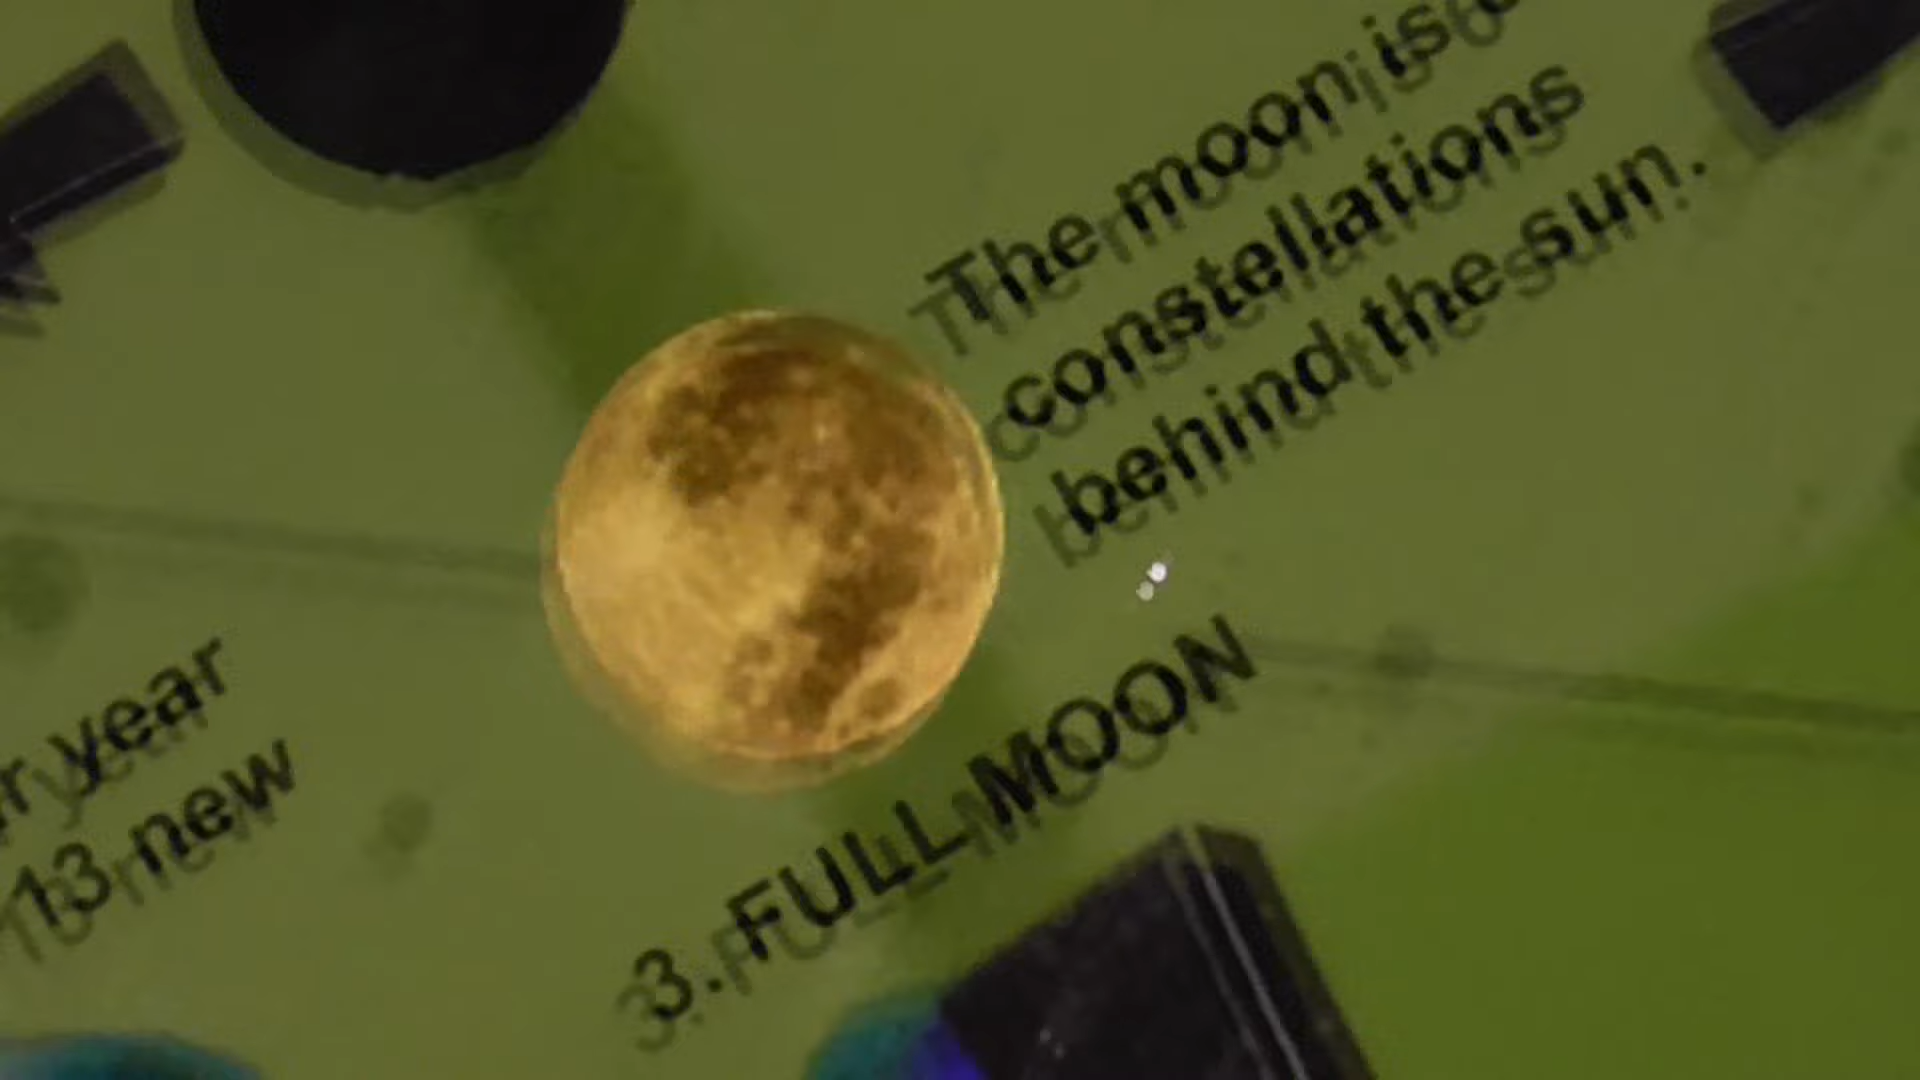 The moon is
constellations
behind the sun.
3. FULL MOON
year
13 new